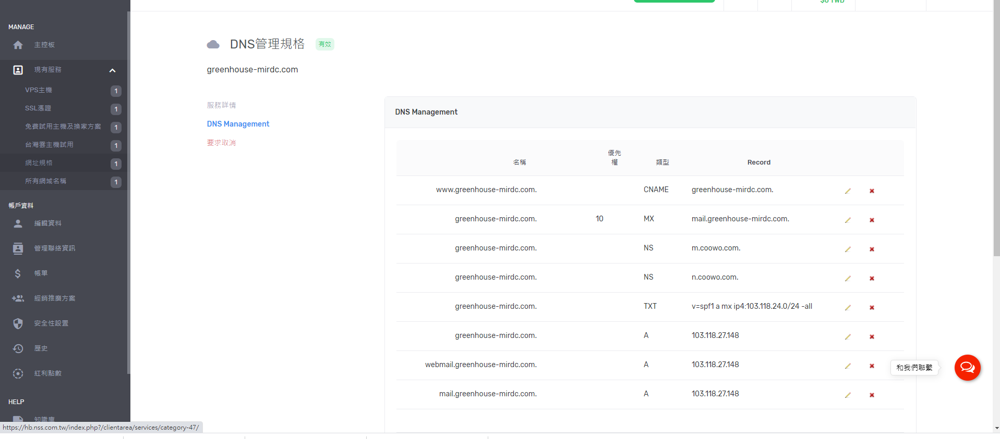 $0 TWD
MANAGE
主控板
現有服務
VPS主機 1
SSL憑證 1
免費試用主機及換家方案 1
台灣雲主機試用 1
網址規格 1
所有網域名稱 1
帳戶資料
編輯資料
管理聯絡資訊
帳單
經銷推廣方案
安全性設置
歷史
紅利點數
HELP
知識庫
https://hb.nss.com.tw/index.php?/clientarea/services/category-47/
DNS管理規格 有效
greenhouse-mirdc.com
服務詳情
DNS Management
要求取消
DNS Management
名稱 優先權 類型 Record
www.greenhouse-mirdc.com. CNAME greenhouse-mirdc.com.
greenhouse-mirdc.com. 10 MX mail.greenhouse-mirdc.com.
greenhouse-mirdc.com. NS m.coowo.com.
greenhouse-mirdc.com. NS n.coowo.com.
greenhouse-mirdc.com. TXT v=spf1 a mx ip4:103.118.24.0/24 -all
greenhouse-mirdc.com. A 103.118.27.148
webmail.greenhouse-mirdc.com. A 103.118.27.148
mail.greenhouse-mirdc.com. A 103.118.27.148
和我們聯繫